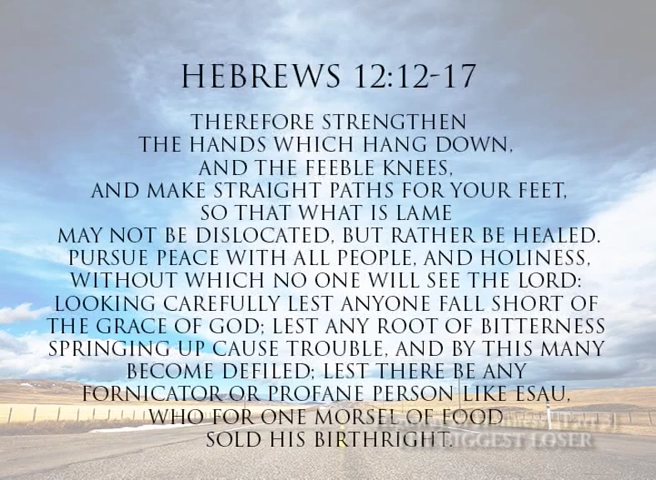 HEBREWS 12:12-17
THEREFORE STRENGTHEN
THE HANDS WHICH HANG DOWN,
AND THE FEEBLE KNEES,
AND MAKE STRAIGHT PATHS FOR YOUR FEET,
SO THAT WHAT IS LAME
MAY NOT BE DISLOCATED, BUT RATHER BE HEALED.
PURSUE PEACE WITH ALL PEOPLE, AND HOLINESS,
WITHOUT WHICH NO ONE WILL SEE THE LORD:
LOOKING CAREFULLY LEST ANYONE FALL SHORT OF
THE GRACE OF GOD; LEST ANY ROOT OF BITTERNESS
SPRINGING UP CAUSE TROUBLE, AND BY THIS MANY
BECOME DEFILED; LEST THERE BE ANY
FORNICATOR OR PROFANE PERSON LIKE ESAU,
WHO FOR ONE MORSEL OF FOOD
SOLD HIS BIRTHRIGHT.
BIGGEST LOSER